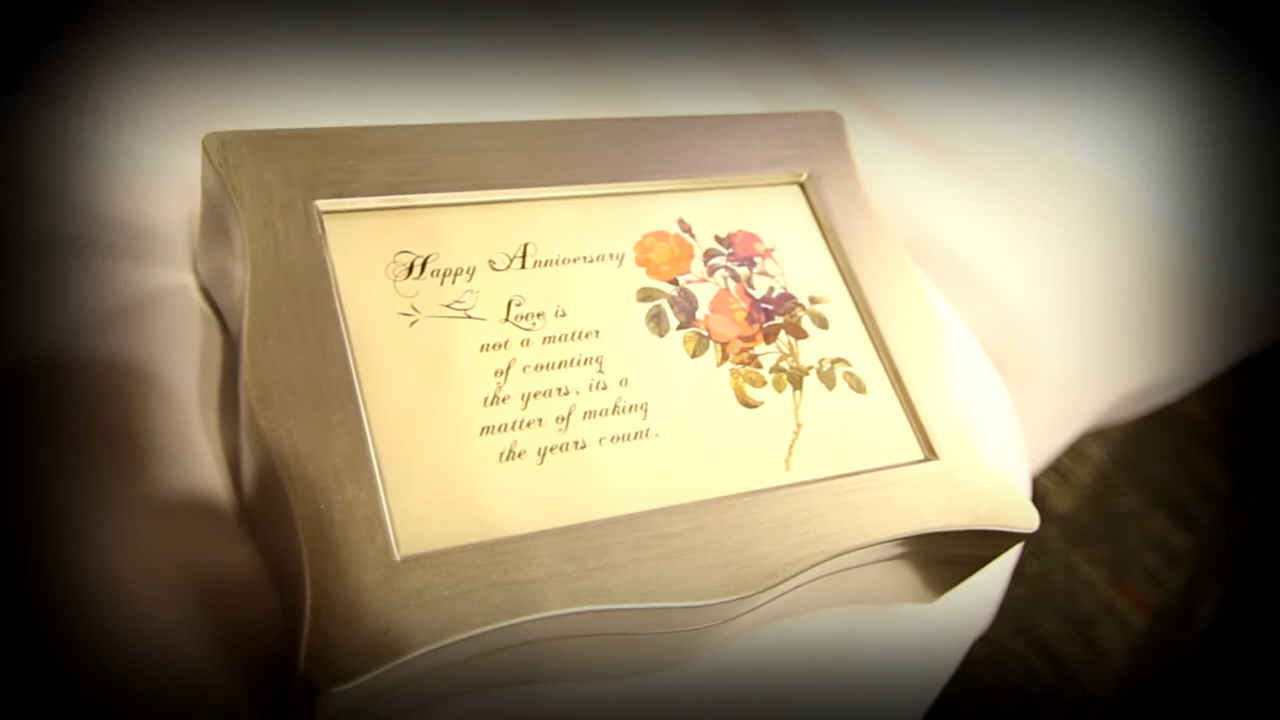 Happy Anniversary
Love is
not a matter
of counting
the years, its a
matter of making
the years count.